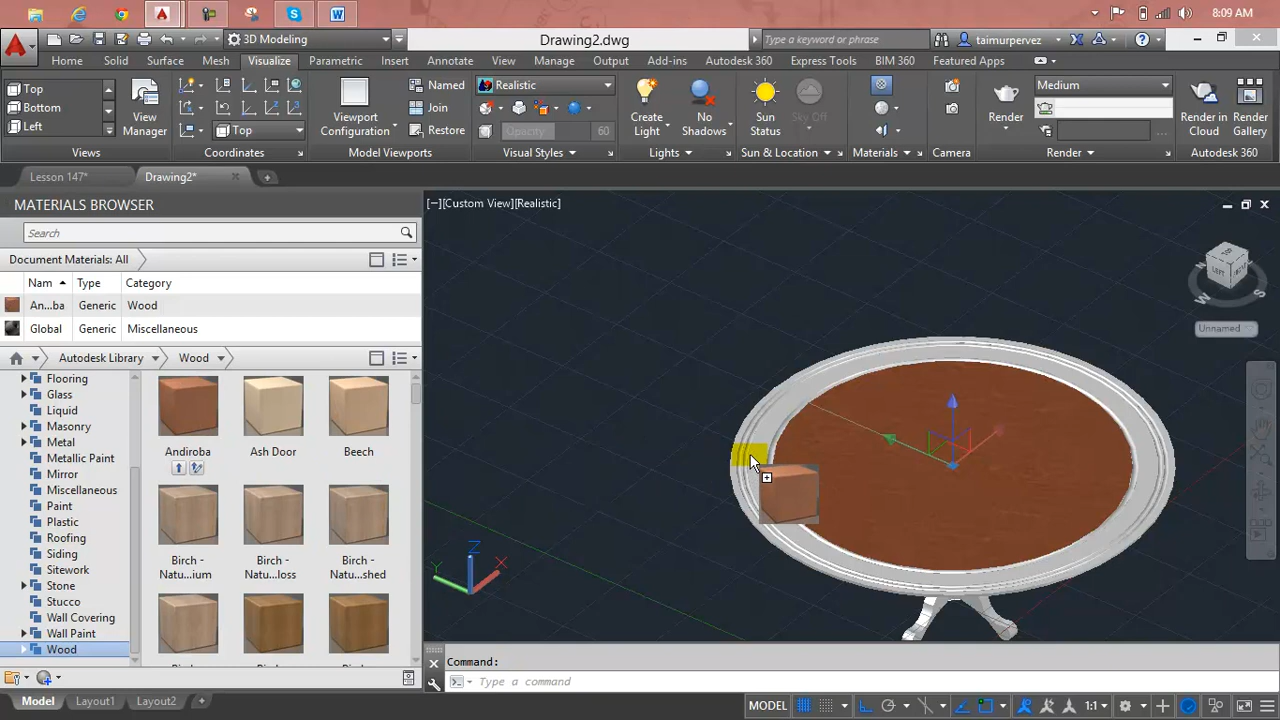 8:09 AM
3D Modeling
Drawing2.dwg
Type a keyword or phrase
taimurpervez
Home Solid Surface Mesh Visualize Parametric Insert Annotate View Manage Output Add-ins Autodesk 360 Express Tools BIM 360 Featured Apps
Top
Bottom
Left
View Manager
Top
Viewport Configuration
Named
Join
Restore
Realistic
Opacity 60
Create Light
No Shadows
Sun Status
Sky Off
Render
Medium
Render in Cloud
Render Gallery
Views Coordinates Model Viewports Visual Styles Lights Sun & Location Materials Camera Render Autodesk 360
Lesson 147* Drawing2*
MATERIALS BROWSER
Search
Document Materials: All
Nam Type Category
An...ba Generic Wood
Global Generic Miscellaneous
Autodesk Library Wood
Flooring
Glass
Liquid
Masonry
Metal
Metallic Paint
Mirror
Miscellaneous
Paint
Plastic
Roofing
Siding
Sitework
Stone
Stucco
Wall Covering
Wall Paint
Wood
Andiroba Ash Door Beech
Birch - Natu...ium
Birch - Natu...loss
Birch - Natu...shed
[−][Custom View][Realistic]
TOP
LEFT
W
S
Unnamed
Z
Y
X
Command:
Type a command
Model Layout1 Layout2 +
MODEL
1:1